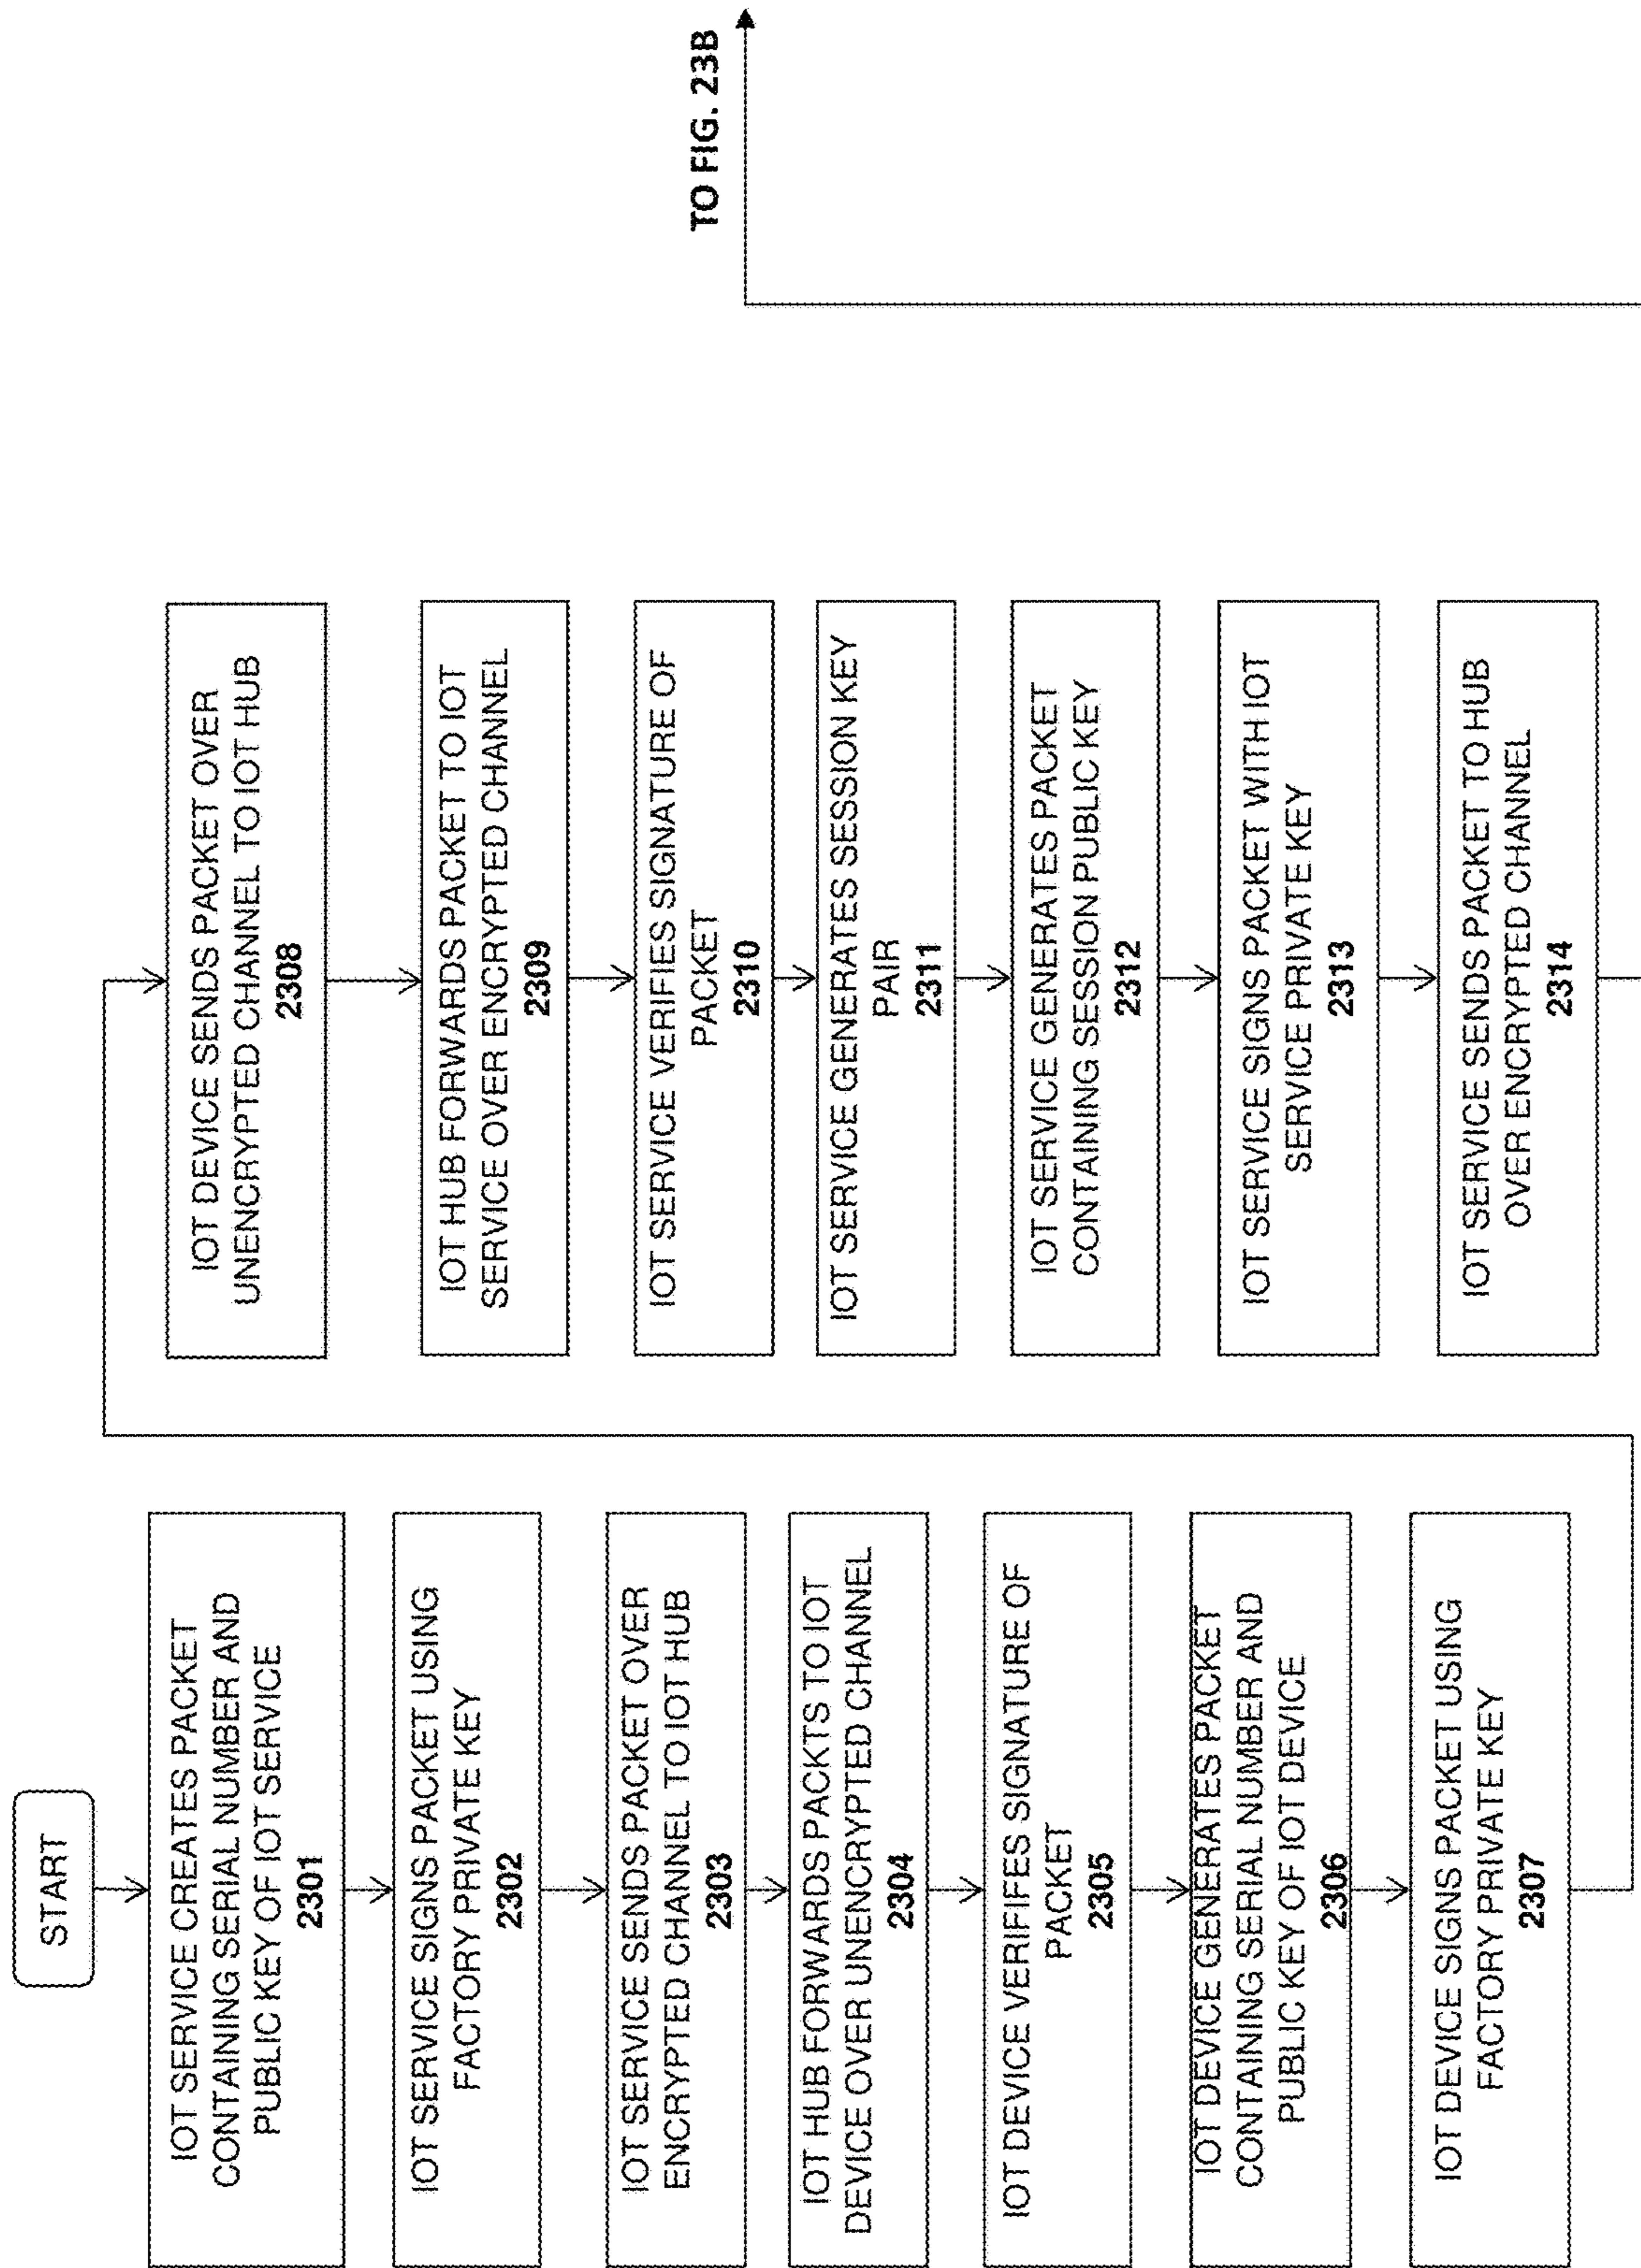 START
IOT SERVICE CREATES PACKET
CONTAINING SERIAL NUMBER AND
PUBLIC KEY OF IOT SERVICE
2301
IOT SERVICE SIGNS PACKET USING
FACTORY PRIVATE KEY
2302
IOT SERVICE SENDS PACKET OVER
ENCRYPTED CHANNEL TO IOT HUB
2303
IOT HUB FORWARDS PACKTS TO IOT
DEVICE OVER UNENCRYPTED CHANNEL
2304
IOT DEVICE VERIFIFES SIGNATURE OF
PACKET
2305
IOT DEVICE GENERATES PACKET
CONTAINING SERIAL NUMBER AND
PUBLIC KEY OF IOT DEVICE
2306
IOT DEVICE SIGNS PACKET USING
FACTORY PRIVATE KEY
2307
IOT DEVICE SENDS PACKET OVER
UNENCRYPTED CHANNEL TO IOT HUB
2308
IOT HUB FORWARDS PACKET TO IOT
SERVICE OVER ENCRYPTED CHANNEL
2309
IOT SERVICE VERIFIES SIGNATURE OF
PACKET
2310
IOT SERVICE GENERATES SESSION KEY
PAIR
2311
IOT SERVICE GENERATES PACKET
CONTAINING SESSION PUBLIC KEY
2312
IOT SERVICE SIGNS PACKET WITH IOT
SERVICE PRIVATE KEY
2313
IOT SERVICE SENDS PACKET TO HUB
OVER ENCRYPTED CHANNEL
2314
TO FIG. 23B